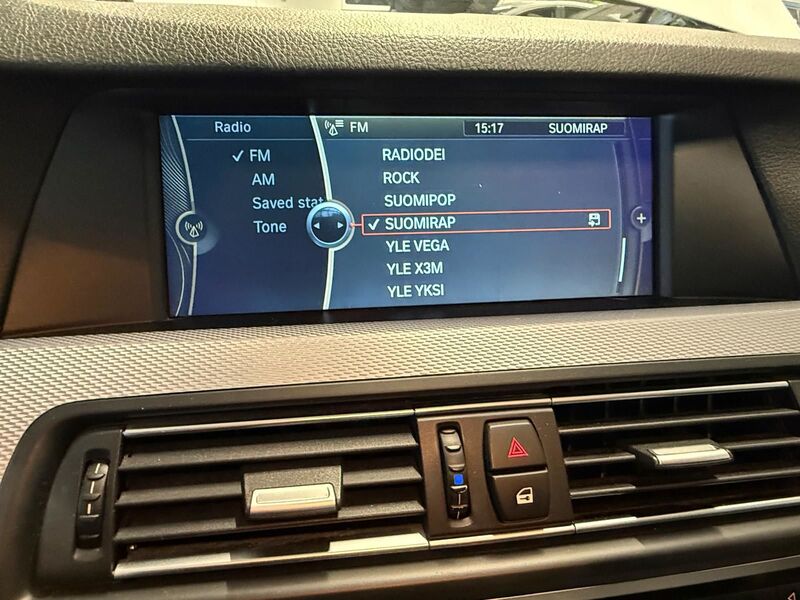 Radio
FM
15:17
SUOMIRAP
FM
AM
Saved stat
Tone
RADIODEI
ROCK
SUOMIPOP
SUOMIRAP
YLE VEGA
YLE X3M
YLE YKSI